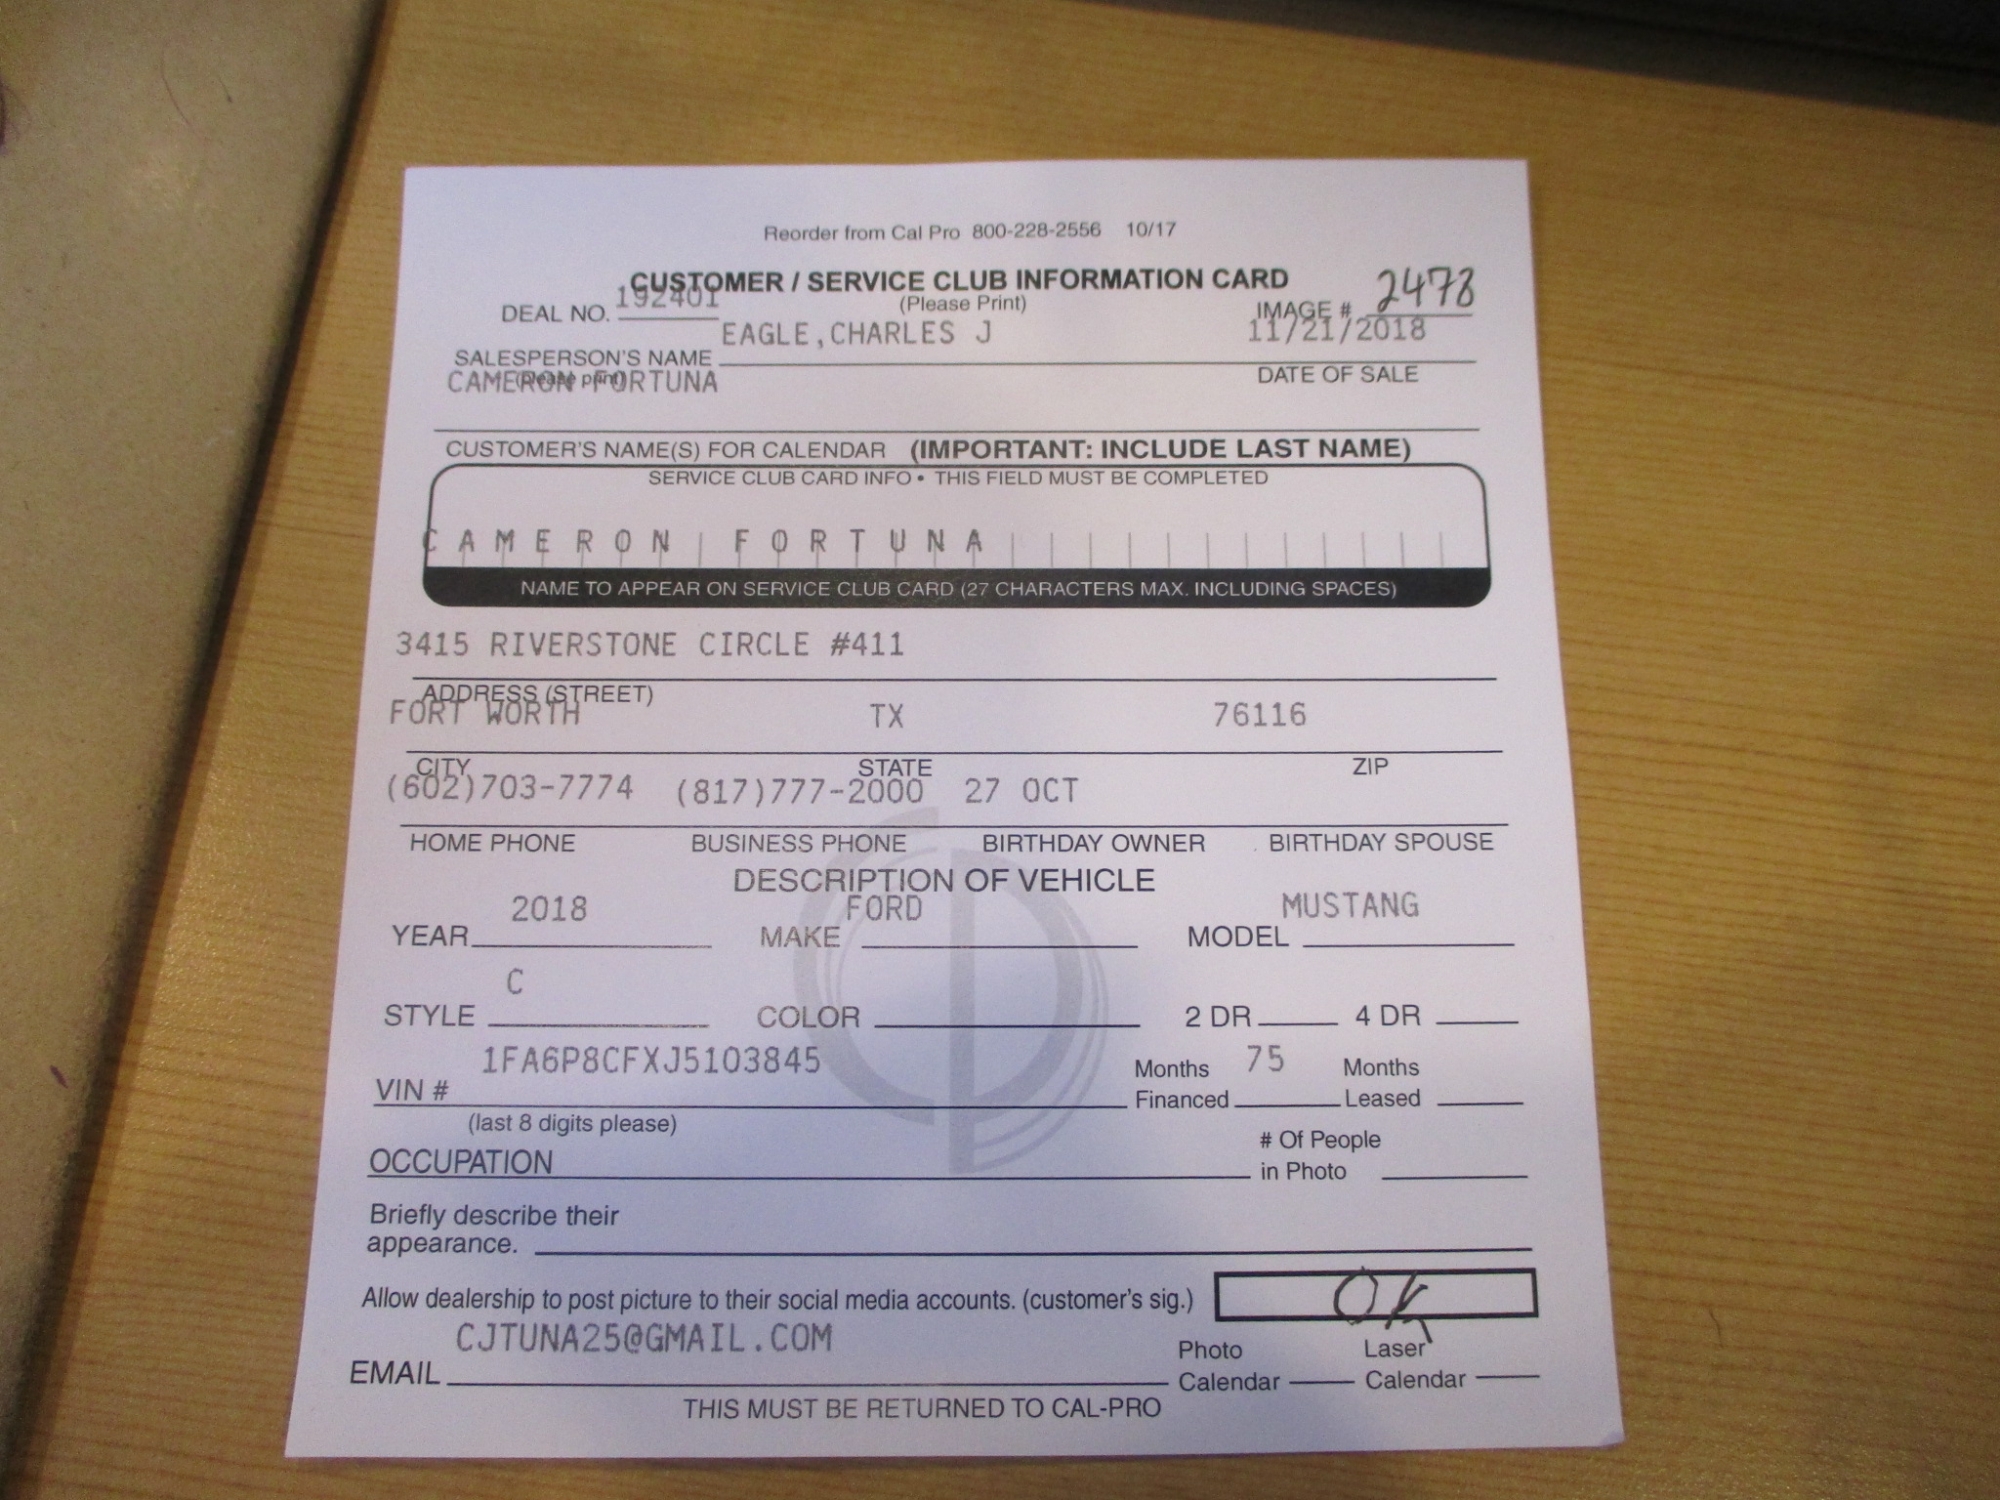 Reorder from Cal Pro 800-228-2556 10/17
CUSTOMER / SERVICE CLUB INFORMATION CARD
(Please Print)
DEAL NO. 192401
IMAGE # 2478
EAGLE,CHARLES J 11/21/2018
SALESPERSON'S NAME DATE OF SALE
(please print)
CAMERON FORTUNA
CUSTOMER'S NAME(S) FOR CALENDAR (IMPORTANT: INCLUDE LAST NAME)
SERVICE CLUB CARD INFO • THIS FIELD MUST BE COMPLETED
CAMERON FORTUNA
NAME TO APPEAR ON SERVICE CLUB CARD (27 CHARACTERS MAX. INCLUDING SPACES)
3415 RIVERSTONE CIRCLE #411
ADDRESS (STREET)
FORT WORTH TX 76116
CITY STATE ZIP
(602)703-7774 (817)777-2000 27 OCT
HOME PHONE BUSINESS PHONE BIRTHDAY OWNER BIRTHDAY SPOUSE
DESCRIPTION OF VEHICLE
2018 FORD MUSTANG
YEAR MAKE MODEL
C
STYLE COLOR 2 DR 4 DR
1FA6P8CFXJ5103845 75
VIN # Months Financed Months Leased
(last 8 digits please)
OCCUPATION # Of People in Photo
Briefly describe their
appearance.
Allow dealership to post picture to their social media accounts. (customer's sig.) OK
CJTUNA25@GMAIL.COM
EMAIL Photo Calendar Laser Calendar
THIS MUST BE RETURNED TO CAL-PRO